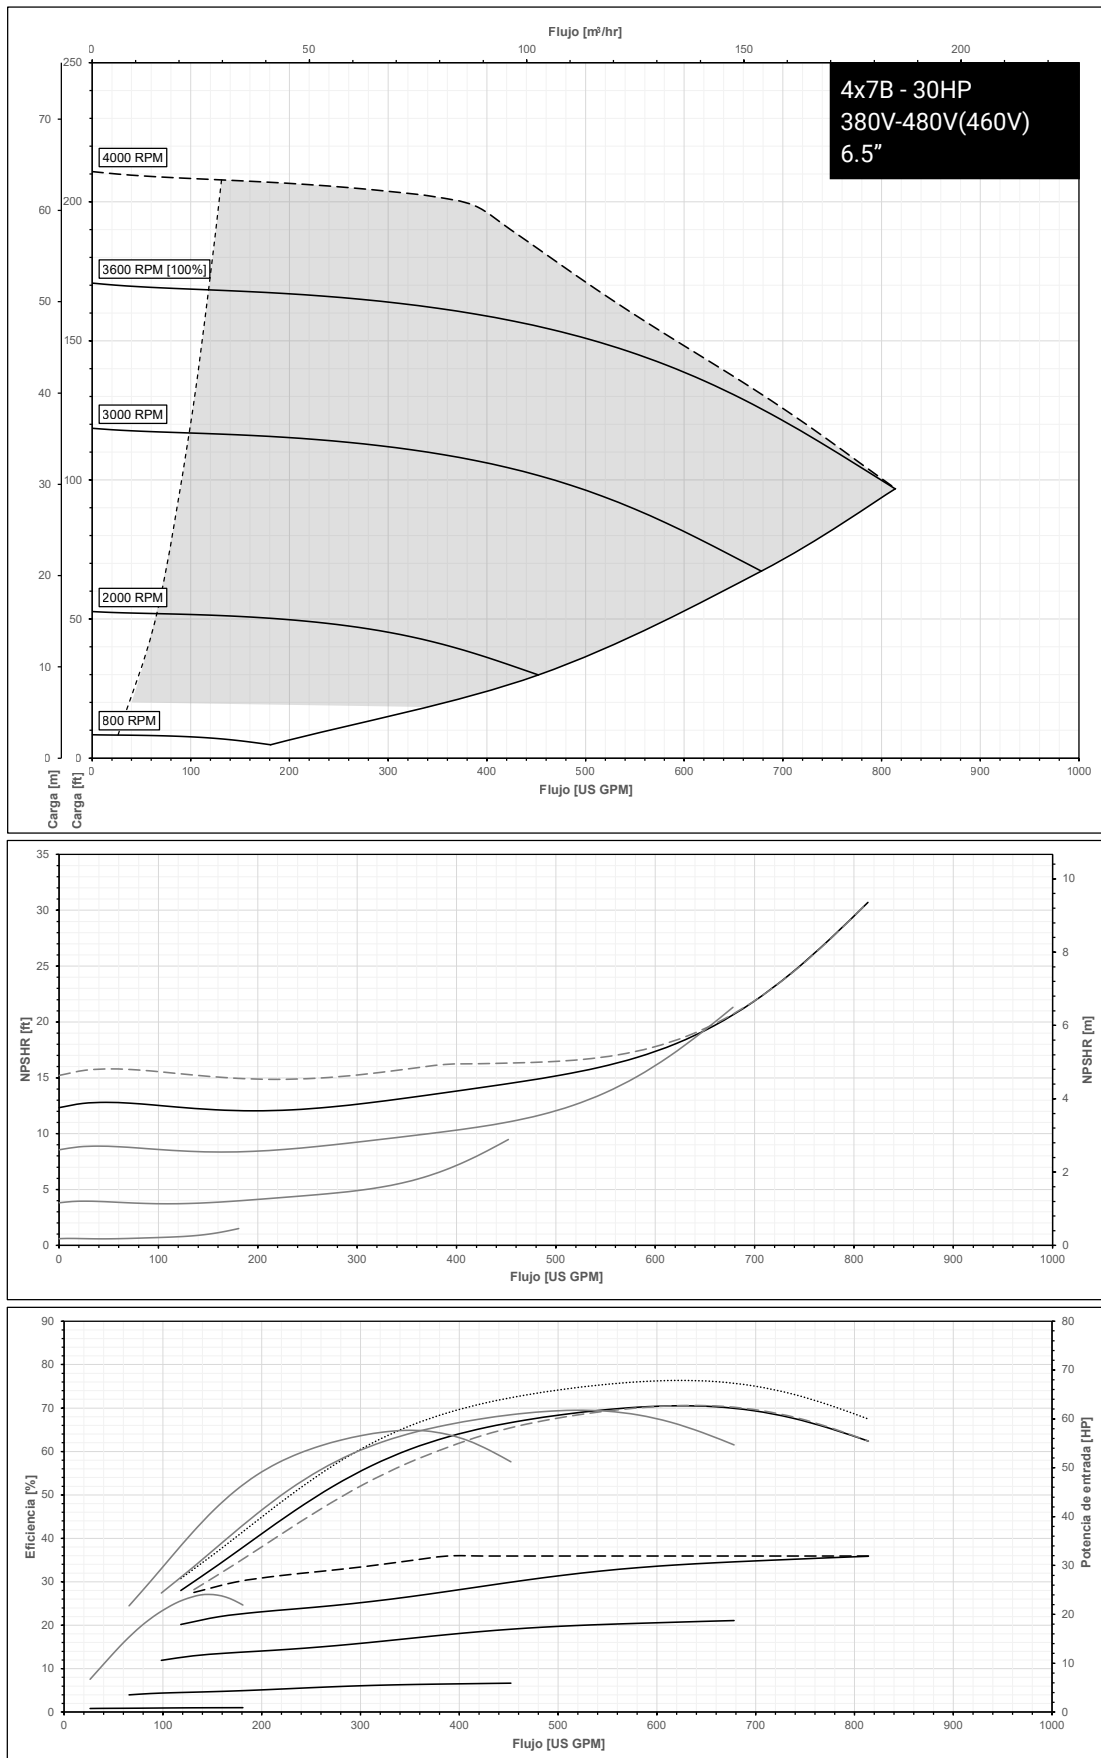 Flujo [m³/hr]
0 50 100 150 200
4x7B - 30HP
380V-480V(460V)
6.5”
250
200
150
100
50
0
70
60
50
40
30
20
10
0
4000 RPM
3600 RPM [100%]
3000 RPM
2000 RPM
800 RPM
0 100 200 300 400 500 600 700 800 900 1000
Flujo [US GPM]
Carga [m]
Carga [ft]
35
30
25
20
15
10
5
0
NPSHR [ft]
10
8
6
4
2
0
NPSHR [m]
0 100 200 300 400 500 600 700 800 900 1000
Flujo [US GPM]
90
80
70
60
50
40
30
20
10
0
Eficiencia [%]
80
70
60
50
40
30
20
10
0
Potencia de entrada [HP]
0 100 200 300 400 500 600 700 800 900 1000
Flujo [US GPM]